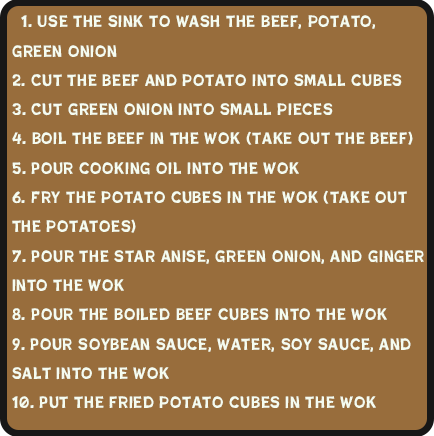 1. USE THE SINK TO WASH THE BEEF, POTATO,
GREEN ONION
2. CUT THE BEEF AND POTATO INTO SMALL CUBES
3. CUT GREEN ONION INTO SMALL PIECES
4. BOIL THE BEEF IN THE WOK (TAKE OUT THE BEEF)
5. POUR COOKING OIL INTO THE WOK
6. FRY THE POTATO CUBES IN THE WOK (TAKE OUT
THE POTATOES)
7. POUR THE STAR ANISE, GREEN ONION, AND GINGER
INTO THE WOK
8. POUR THE BOILED BEEF CUBES INTO THE WOK
9. POUR SOYBEAN SAUCE, WATER, SOY SAUCE, AND
SALT INTO THE WOK
10. PUT THE FRIED POTATO CUBES IN THE WOK